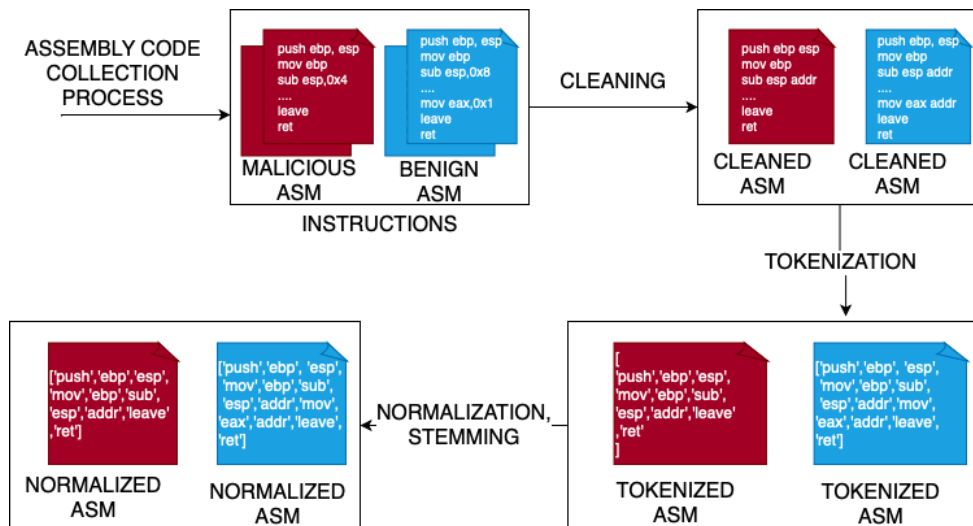 ASSEMBLY CODE
COLLECTION
PROCESS
push ebp, esp
mov ebp
sub esp,0x4
....
leave
ret
MALICIOUS
ASM
push ebp, esp
mov ebp
sub esp,0x8
....
mov eax,0x1
leave
ret
BENIGN
ASM
INSTRUCTIONS
CLEANING
push ebp esp
mov ebp
sub esp addr
....
leave
ret
CLEANED
ASM
push ebp, esp
mov ebp
sub esp addr
....
mov eax addr
leave
ret
CLEANED
ASM
TOKENIZATION
['push','ebp','esp',
'mov','ebp','sub',
'esp','addr','leave'
,'ret']
NORMALIZED
ASM
['push','ebp', 'esp',
'mov','ebp,'sub',
'esp','addr,'mov',
'eax','addr','leave',
'ret']
NORMALIZED
ASM
NORMALIZATION,
STEMMING
[
'push','ebp','esp',
'mov','ebp','sub',
'esp','addr','leave'
,'ret'
]
TOKENIZED
ASM
['push','ebp', 'esp',
'mov','ebp','sub,
'esp','addr','mov',
'eax','addr','leave',
'ret']
TOKENIZED
ASM